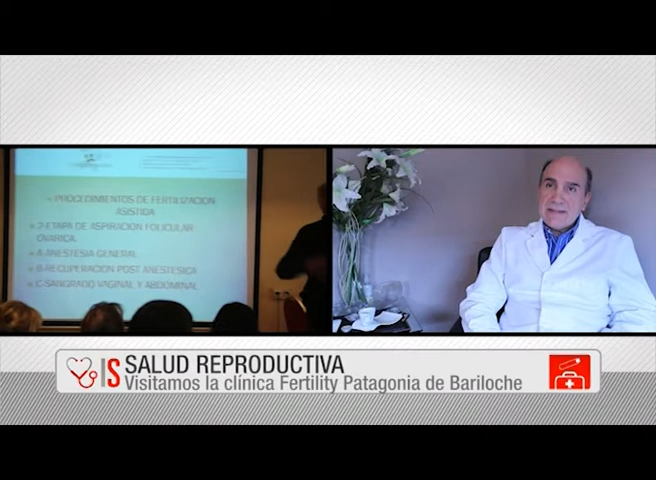 PROCEDIMIENTOS DE FERTILIZACION
ASISTIDA
2-ETAPA DE ASPIRACION FOLICULAR
OVARICA.
A-ANESTESIA GENERAL
B-RECUPERACION POST ANESTESICA
C-SANGRADO VAGINAL Y ABDOMINAL
IS
SALUD REPRODUCTIVA
Visitamos la clínica Fertility Patagonia de Bariloche